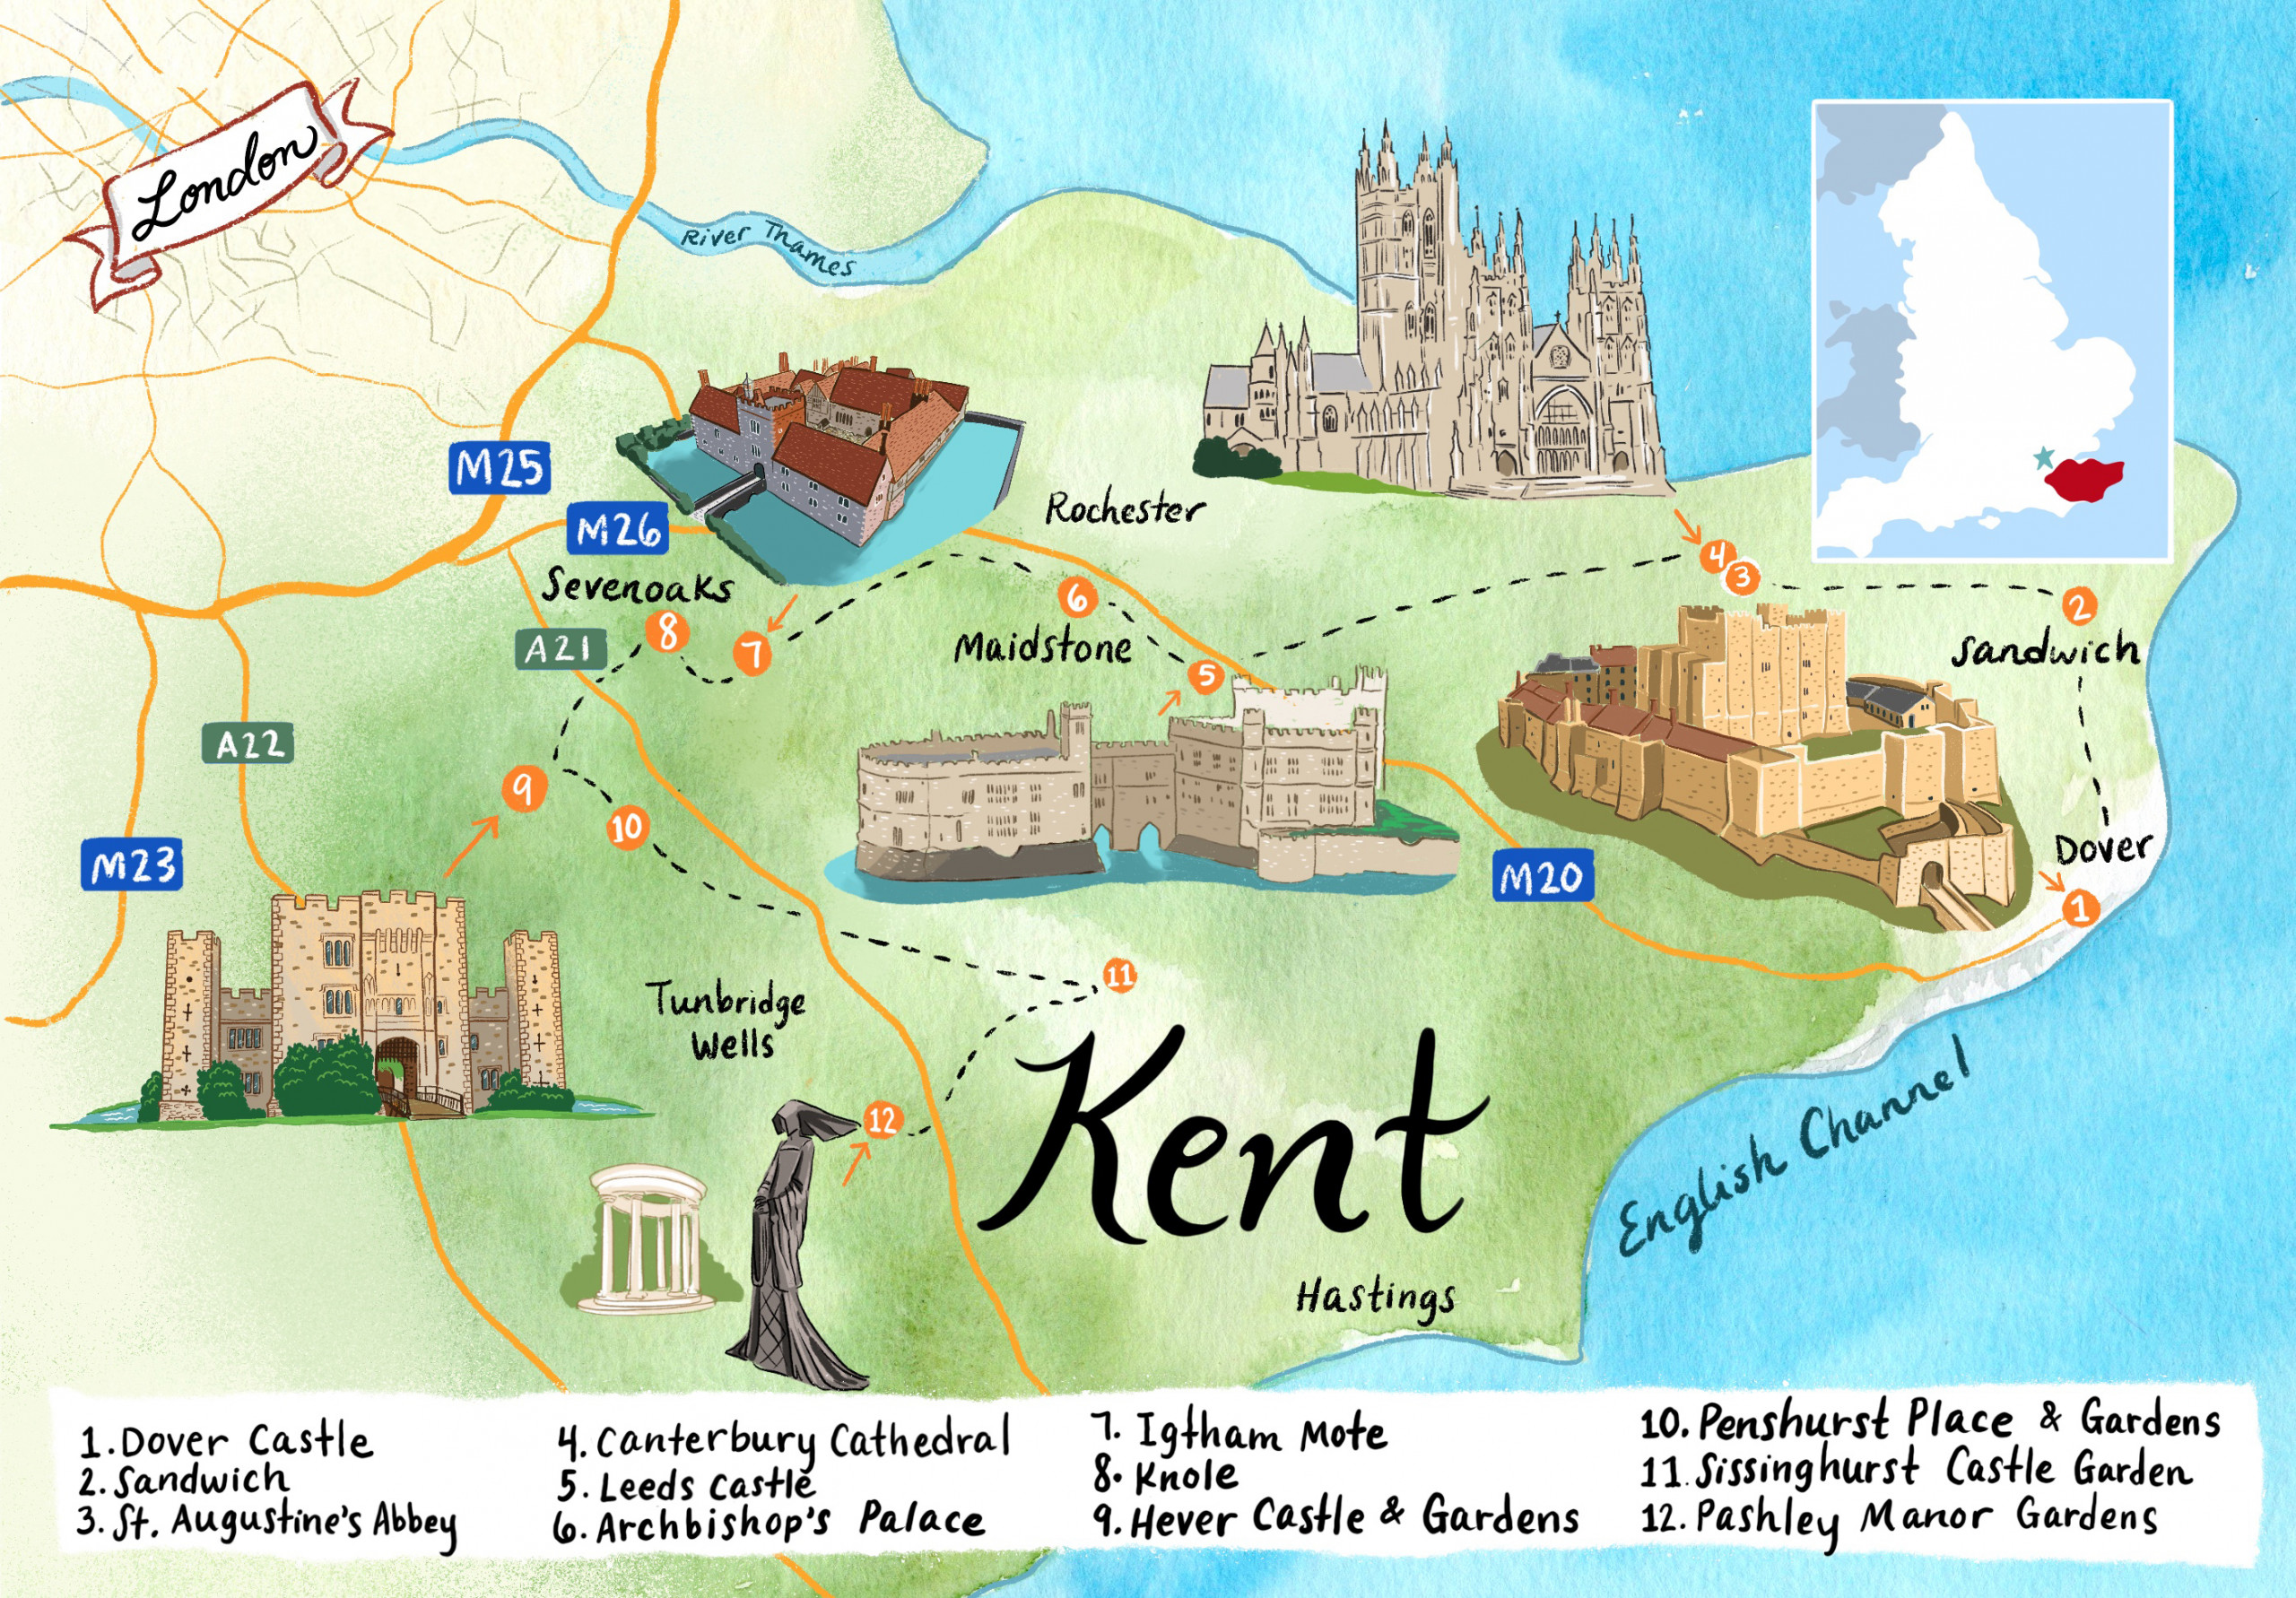 London
River Thames
M25
M26
Rochester
Sevenoaks
4
3
2
6
8
A21
7
Maidstone
5
Sandwich
A22
9
10
M23
M20
Dover
1
11
Tunbridge
Wells
12
Kent
English Channel
Hastings
1. Dover Castle
2. Sandwich
3. St. Augustine's Abbey
4. Canterbury Cathedral
5. Leeds Castle
6. Archbishop's Palace
7. Igtham Mote
8. Knole
9. Hever Castle & Gardens
10. Penshurst Place & Gardens
11. Sissinghurst Castle Garden
12. Pashley Manor Gardens